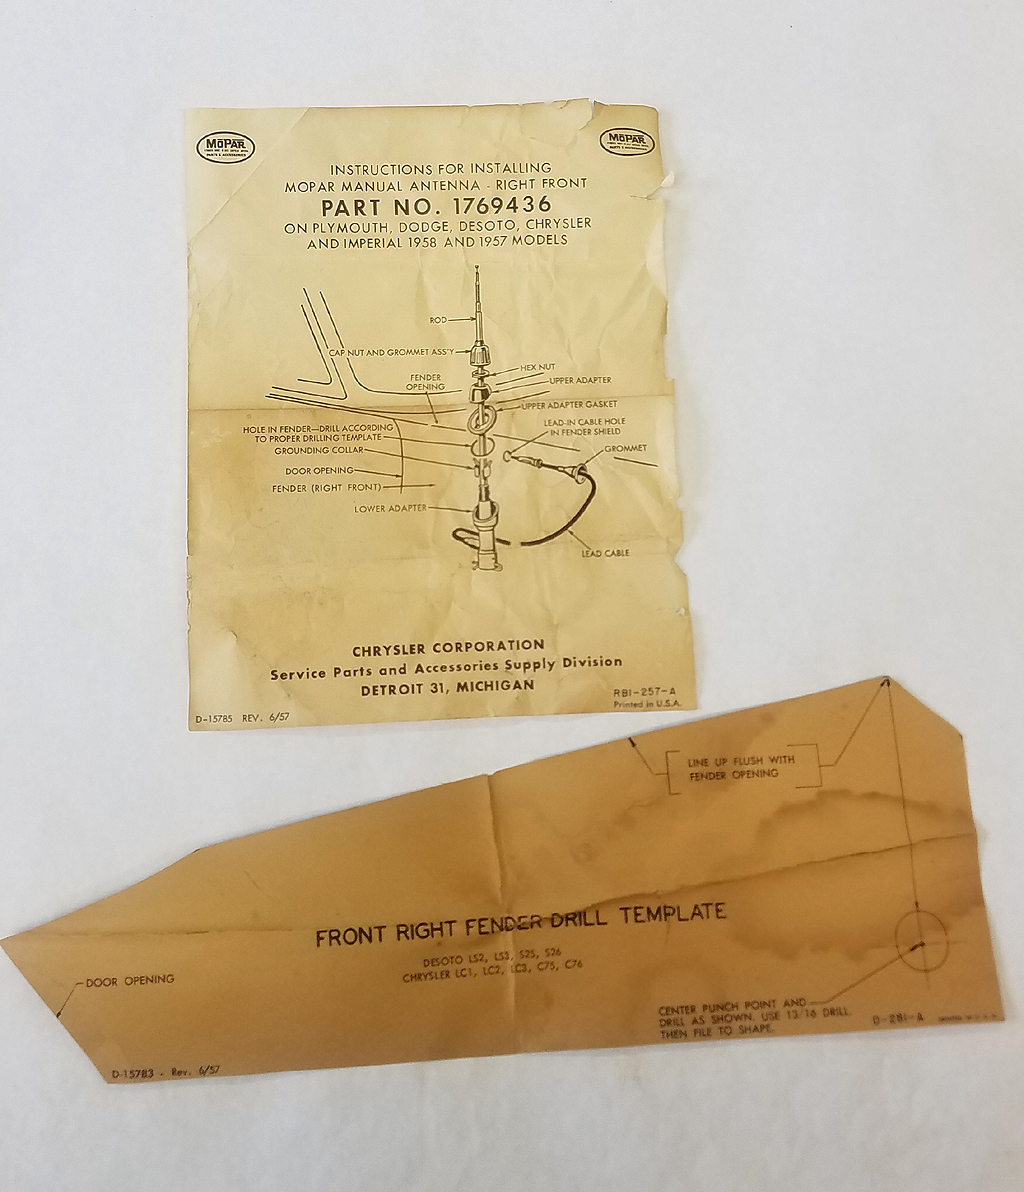 MOPAR
PARTS & ACCESSORIES
MOPAR
PARTS & ACCESSORIES
INSTRUCTIONS FOR INSTALLING
MOPAR MANUAL ANTENNA - RIGHT FRONT
PART NO. 1769436
ON PLYMOUTH, DODGE, DESOTO, CHRYSLER
AND IMPERIAL 1958 AND 1957 MODELS
ROD
CAP NUT AND GROMMET ASS'Y
HEX NUT
FENDER
OPENING
UPPER ADAPTER
UPPER ADAPTER GASKET
HOLE IN FENDER—DRILL ACCORDING
TO PROPER DRILLING TEMPLATE
LEAD-IN CABLE HOLE
IN FENDER SHIELD
GROUNDING COLLAR
GROMMET
DOOR OPENING
FENDER (RIGHT FRONT)
LOWER ADAPTER
LEAD CABLE
CHRYSLER CORPORATION
Service Parts and Accessories Supply Division
DETROIT 31, MICHIGAN
RBI-257-A
Printed in U.S.A.
D-15785 REV. 6/57
LINE UP FLUSH WITH
FENDER OPENING
FRONT RIGHT FENDER DRILL TEMPLATE
DESOTO LS2, LS3, S25, S26
CHRYSLER LC1, LC2, LC3, C75, C76
DOOR OPENING
CENTER PUNCH POINT AND
DRILL AS SHOWN. USE 13/16 DRILL.
THEN FILE TO SHAPE.
D-281-A
D-15783 - Rev. 6/57